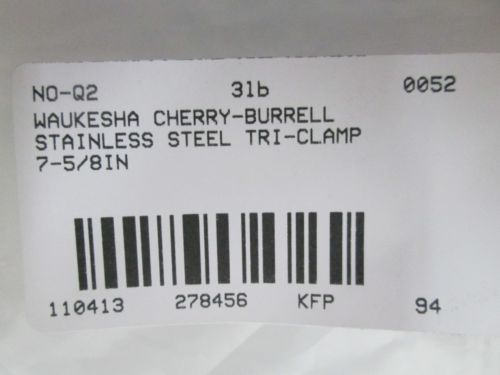 NO-Q2 31b 0052
WAUKESHA CHERRY-BURRELL
STAINLESS STEEL TRI-CLAMP
7-5/8IN
110413 278456 KFP 94